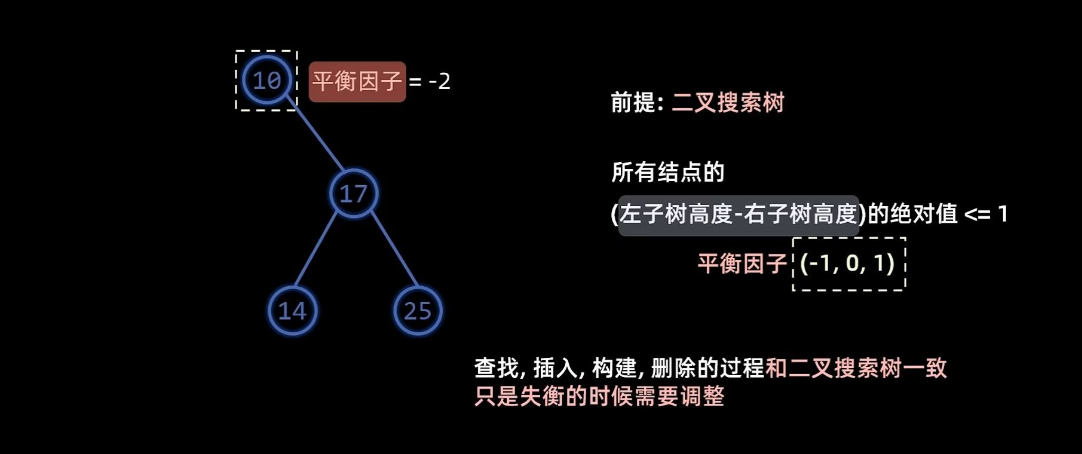 10
平衡因子 = -2
前提: 二叉搜索树
17
所有结点的
(左子树高度-右子树高度)的绝对值 <= 1
平衡因子 (-1, 0, 1)
14
25
查找, 插入, 构建, 删除的过程和二叉搜索树一致
只是失衡的时候需要调整